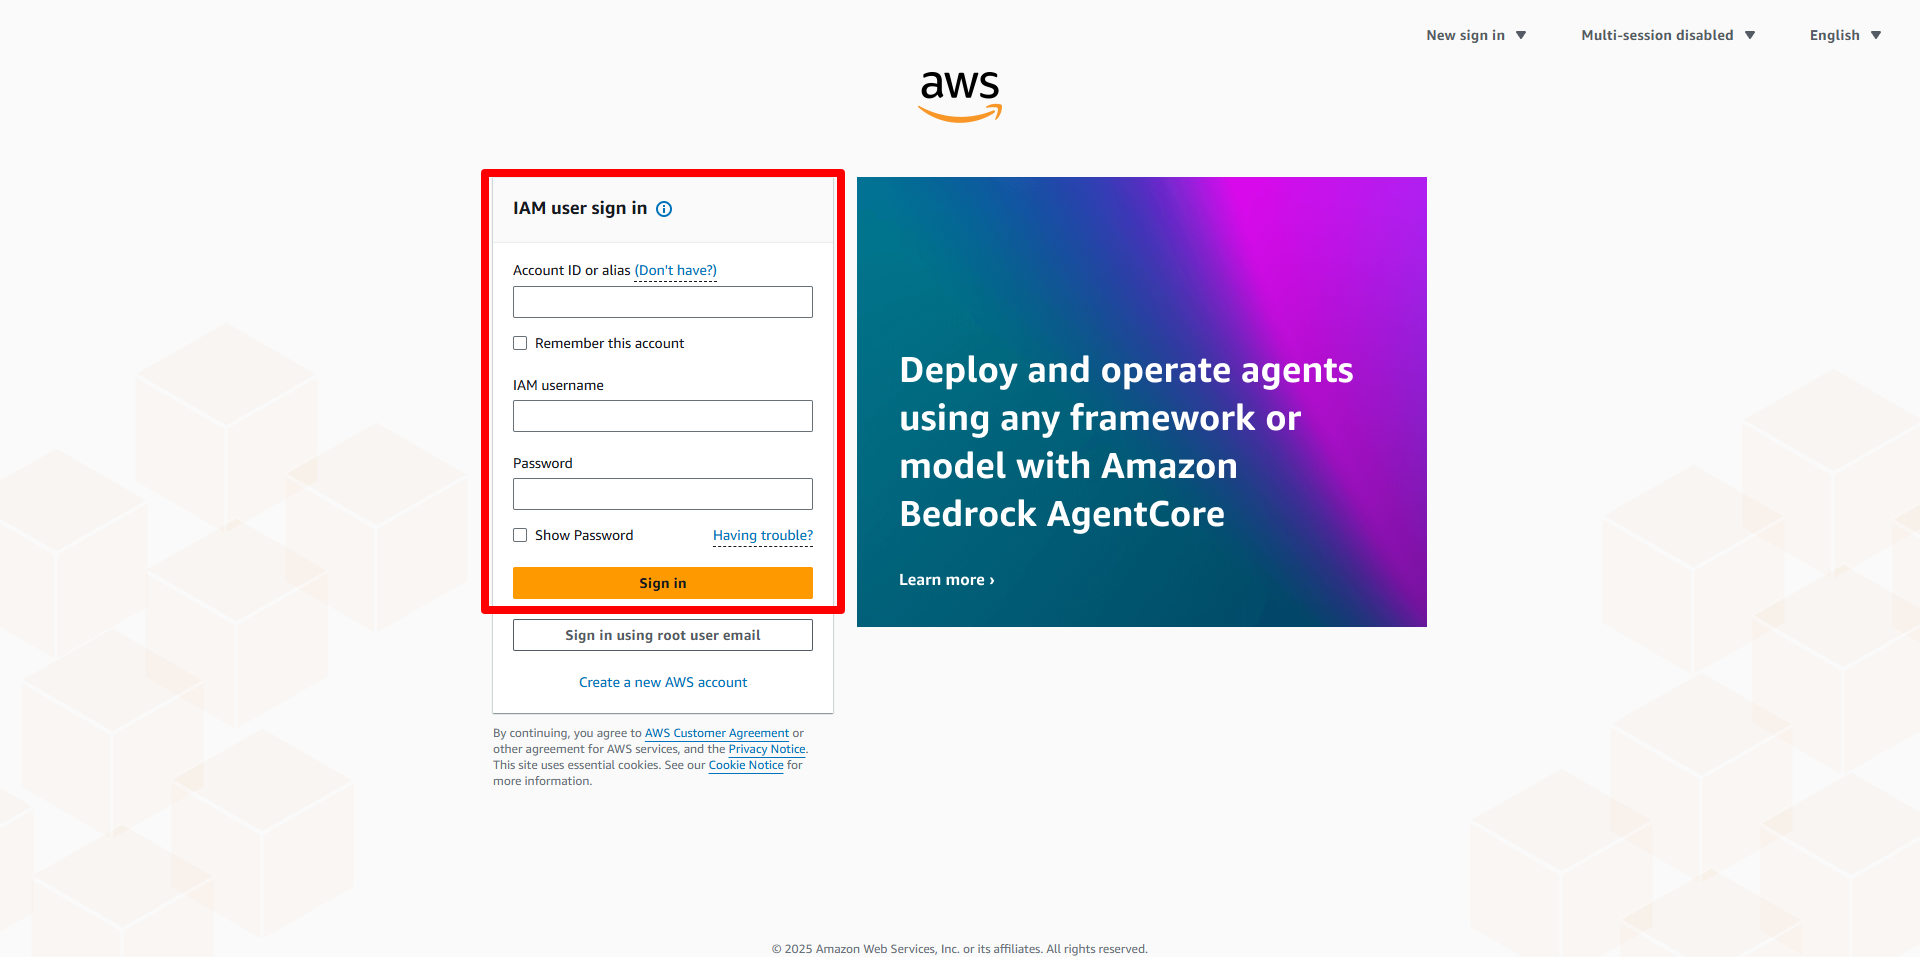 New sign in
Multi-session disabled
English
aws
IAM user sign in
Account ID or alias (Don't have?)
Remember this account
IAM username
Password
Show Password Having trouble?
Sign in
Sign in using root user email
Create a new AWS account
By continuing, you agree to AWS Customer Agreement or
other agreement for AWS services, and the Privacy Notice.
This site uses essential cookies. See our Cookie Notice for
more information.
Deploy and operate agents
using any framework or
model with Amazon
Bedrock AgentCore
Learn more ›
© 2025 Amazon Web Services, Inc. or its affiliates. All rights reserved.